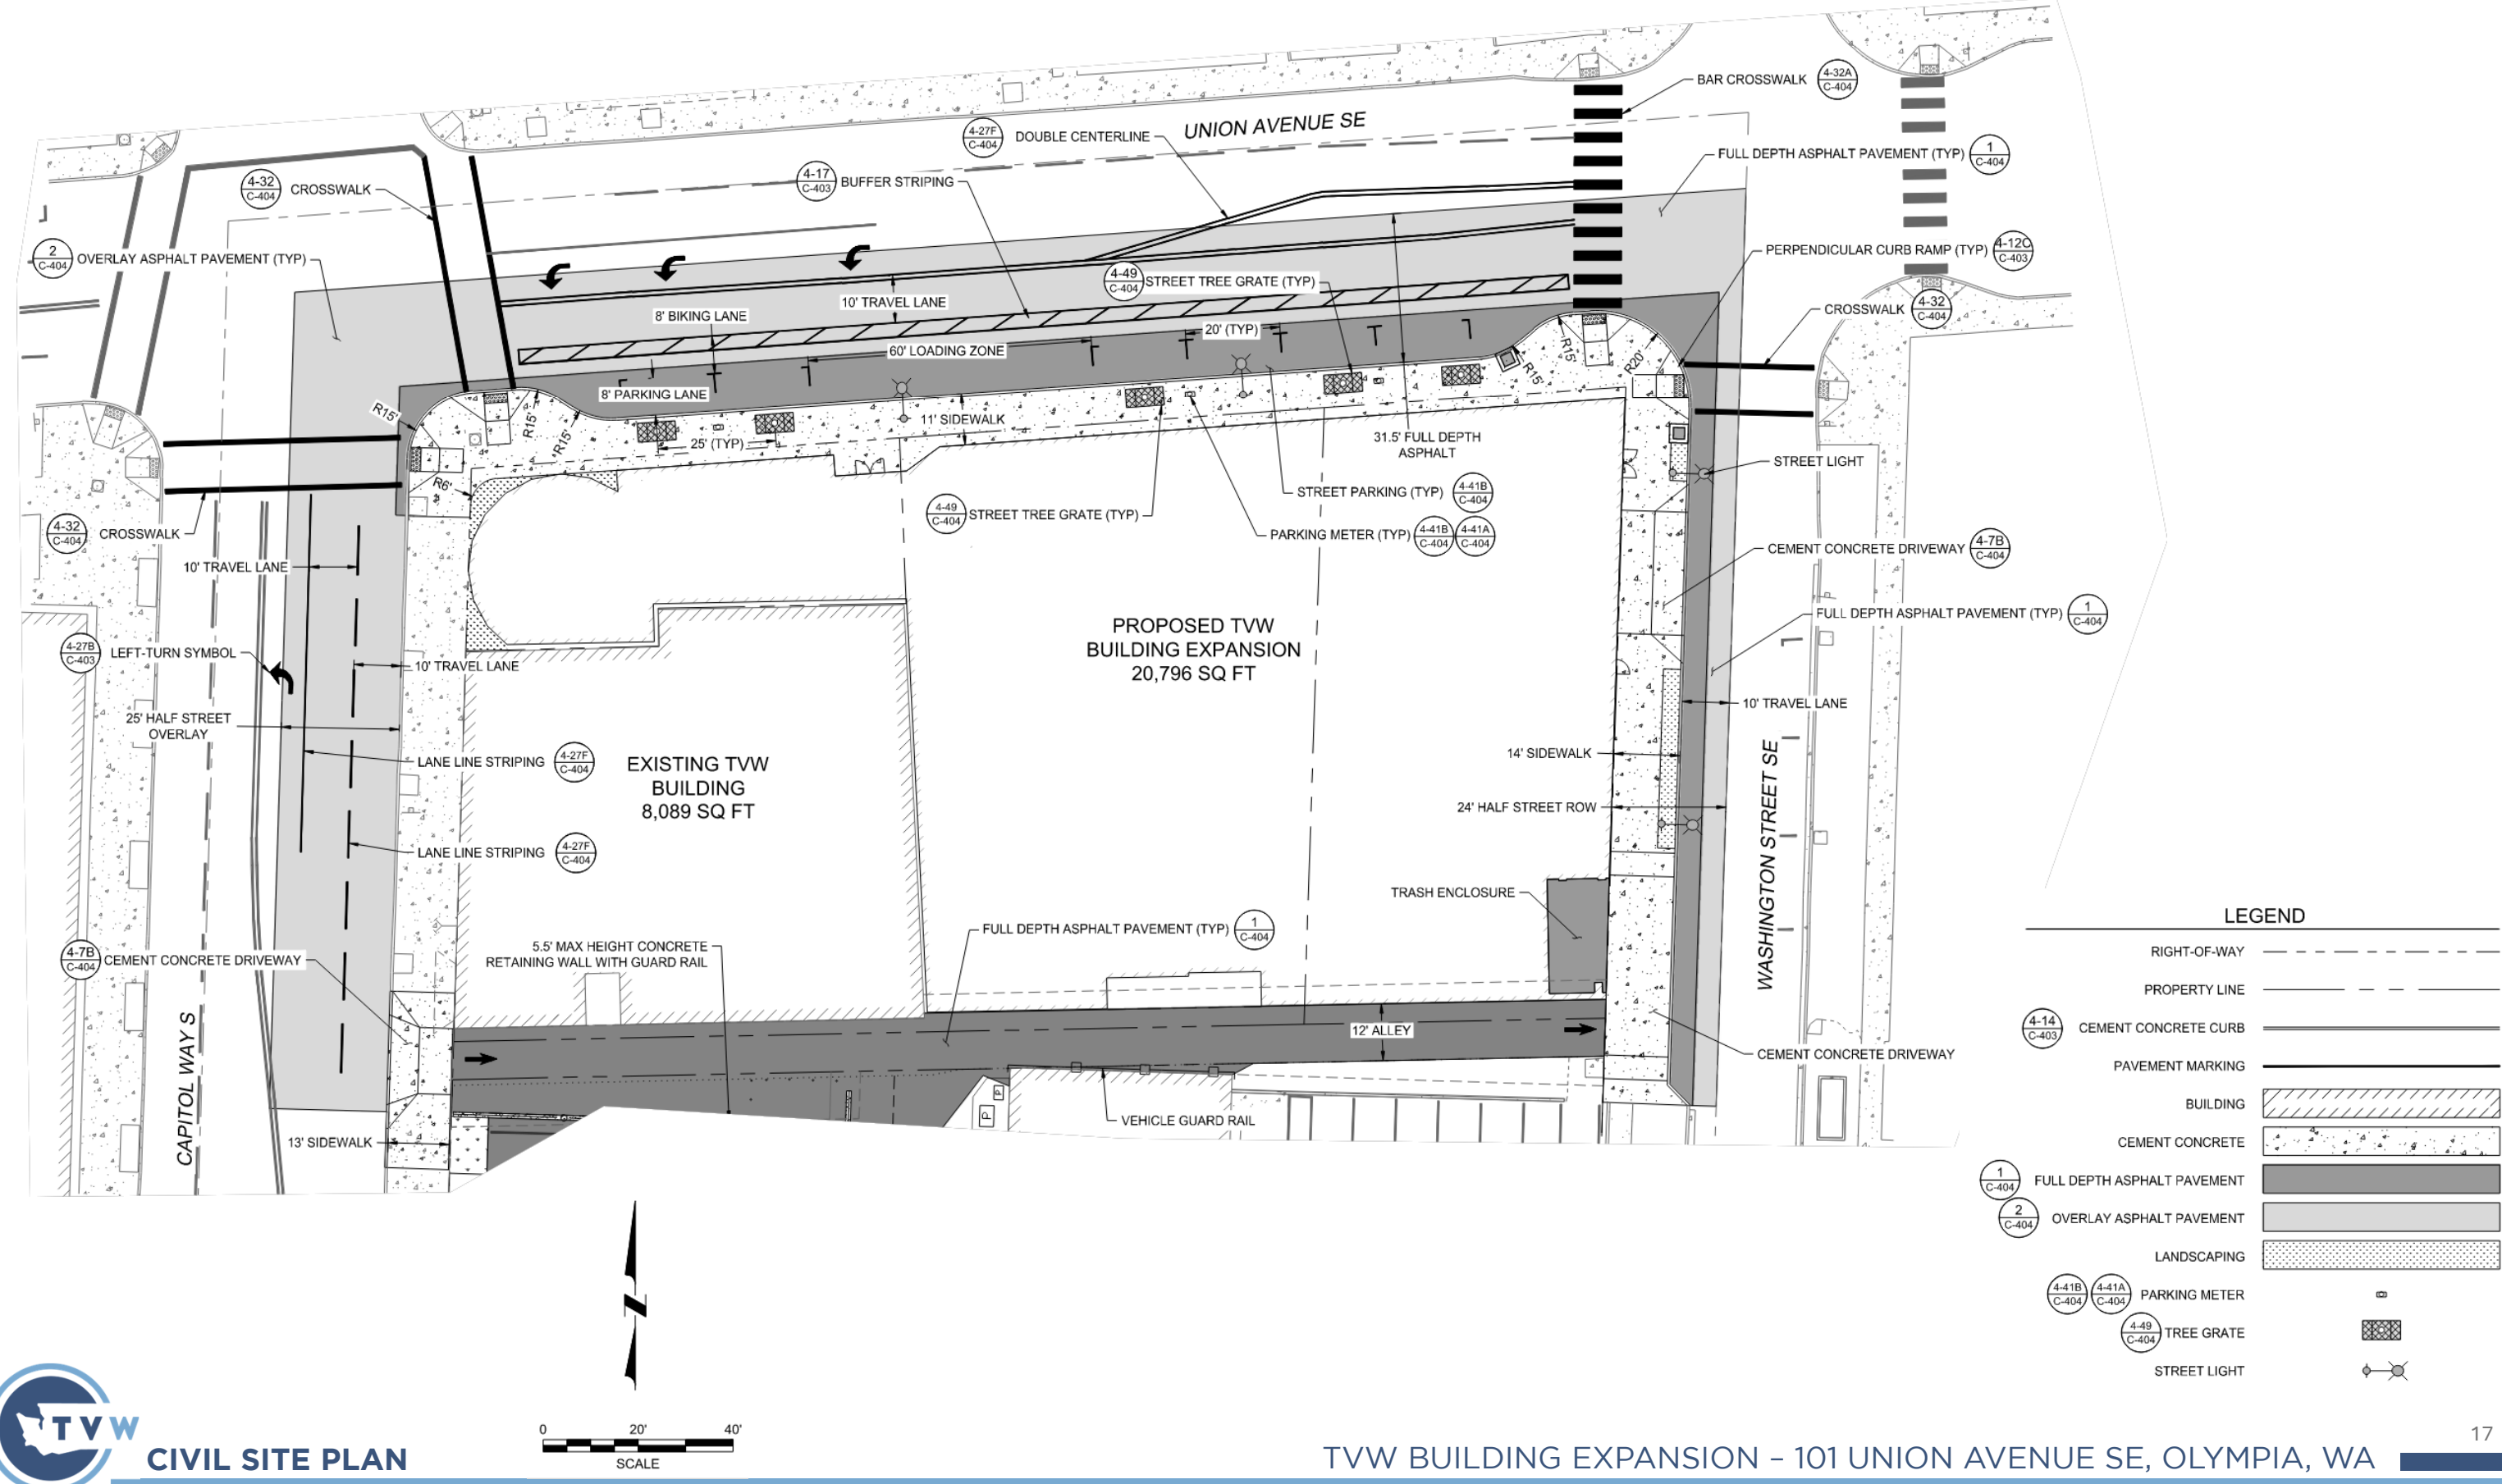 BAR CROSSWALK
4-32A
C-404
UNION AVENUE SE
4-27F
C-404
DOUBLE CENTERLINE
FULL DEPTH ASPHALT PAVEMENT (TYP)
1
C-404
4-17
C-403
BUFFER STRIPING
4-32
C-404
CROSSWALK
2
C-404
OVERLAY ASPHALT PAVEMENT (TYP)
PERPENDICULAR CURB RAMP (TYP)
4-12C
C-403
4-49
C-404
STREET TREE GRATE (TYP)
10' TRAVEL LANE
8' BIKING LANE
20' (TYP)
CROSSWALK
4-32
C-404
60' LOADING ZONE
8' PARKING LANE
R15'
R15'
R15'
R15'
R15'
R20'
11' SIDEWALK
25' (TYP)
31.5' FULL DEPTH
ASPHALT
STREET LIGHT
R6'
STREET PARKING (TYP)
4-41B
C-404
4-49
C-404
STREET TREE GRATE (TYP)
PARKING METER (TYP)
4-41B
C-404
4-41A
C-404
4-32
C-404
CROSSWALK
CEMENT CONCRETE DRIVEWAY
4-7B
C-404
10' TRAVEL LANE
FULL DEPTH ASPHALT PAVEMENT (TYP)
1
C-404
PROPOSED TVW
BUILDING EXPANSION
20,796 SQ FT
4-27B
C-403
LEFT-TURN SYMBOL
10' TRAVEL LANE
10' TRAVEL LANE
25' HALF STREET
OVERLAY
14' SIDEWALK
LANE LINE STRIPING
4-27F
C-404
EXISTING TVW
BUILDING
8,089 SQ FT
24' HALF STREET ROW
WASHINGTON STREET SE
LANE LINE STRIPING
4-27F
C-404
TRASH ENCLOSURE
FULL DEPTH ASPHALT PAVEMENT (TYP)
1
C-404
5.5' MAX HEIGHT CONCRETE
RETAINING WALL WITH GUARD RAIL
4-7B
C-404
CEMENT CONCRETE DRIVEWAY
CAPITOL WAY S
12' ALLEY
CEMENT CONCRETE DRIVEWAY
P
P
VEHICLE GUARD RAIL
13' SIDEWALK
LEGEND
RIGHT-OF-WAY
PROPERTY LINE
4-14
C-403
CEMENT CONCRETE CURB
PAVEMENT MARKING
BUILDING
CEMENT CONCRETE
1
C-404
FULL DEPTH ASPHALT PAVEMENT
2
C-404
OVERLAY ASPHALT PAVEMENT
LANDSCAPING
4-41B
C-404
4-41A
C-404
PARKING METER
4-49
C-404
TREE GRATE
STREET LIGHT
N
0 20' 40'
SCALE
TVW
CIVIL SITE PLAN
TVW BUILDING EXPANSION – 101 UNION AVENUE SE, OLYMPIA, WA
17